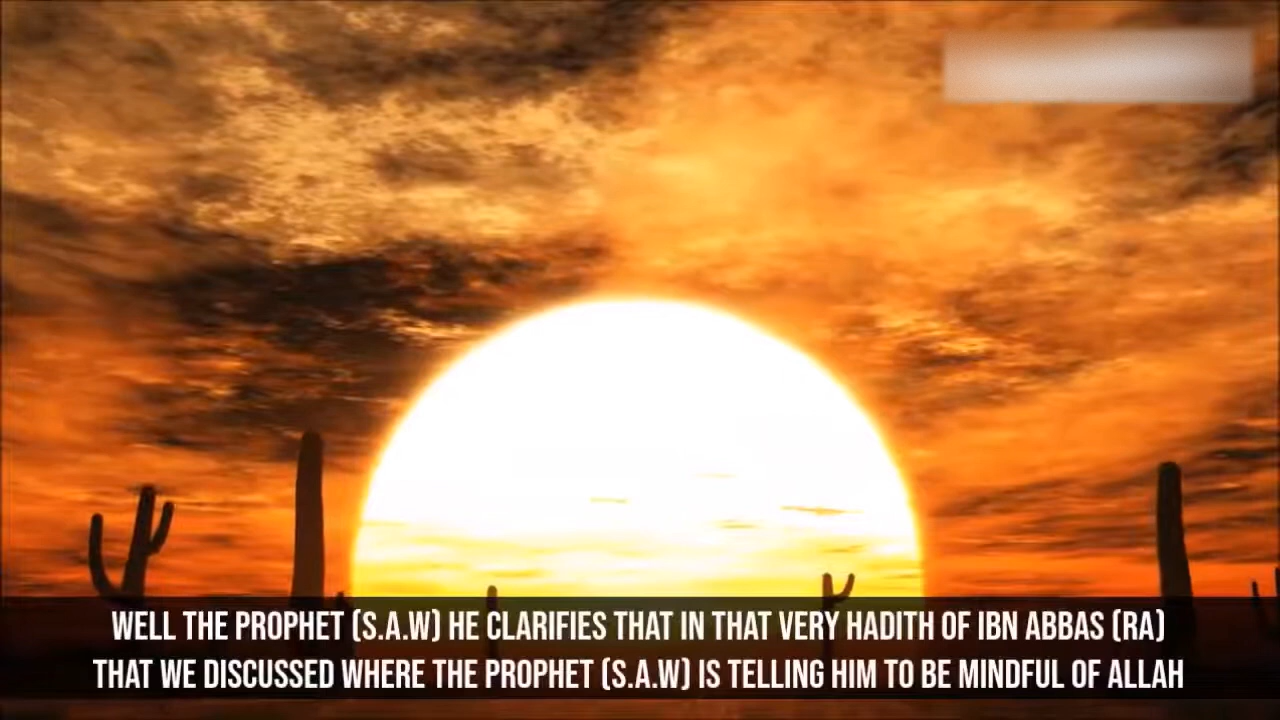 WELL THE PROPHET (S.A.W) HE CLARIFIES THAT IN THAT VERY HADITH OF IBN ABBAS (RA)
THAT WE DISCUSSED WHERE THE PROPHET (S.A.W) IS TELLING HIM TO BE MINDFUL OF ALLAH